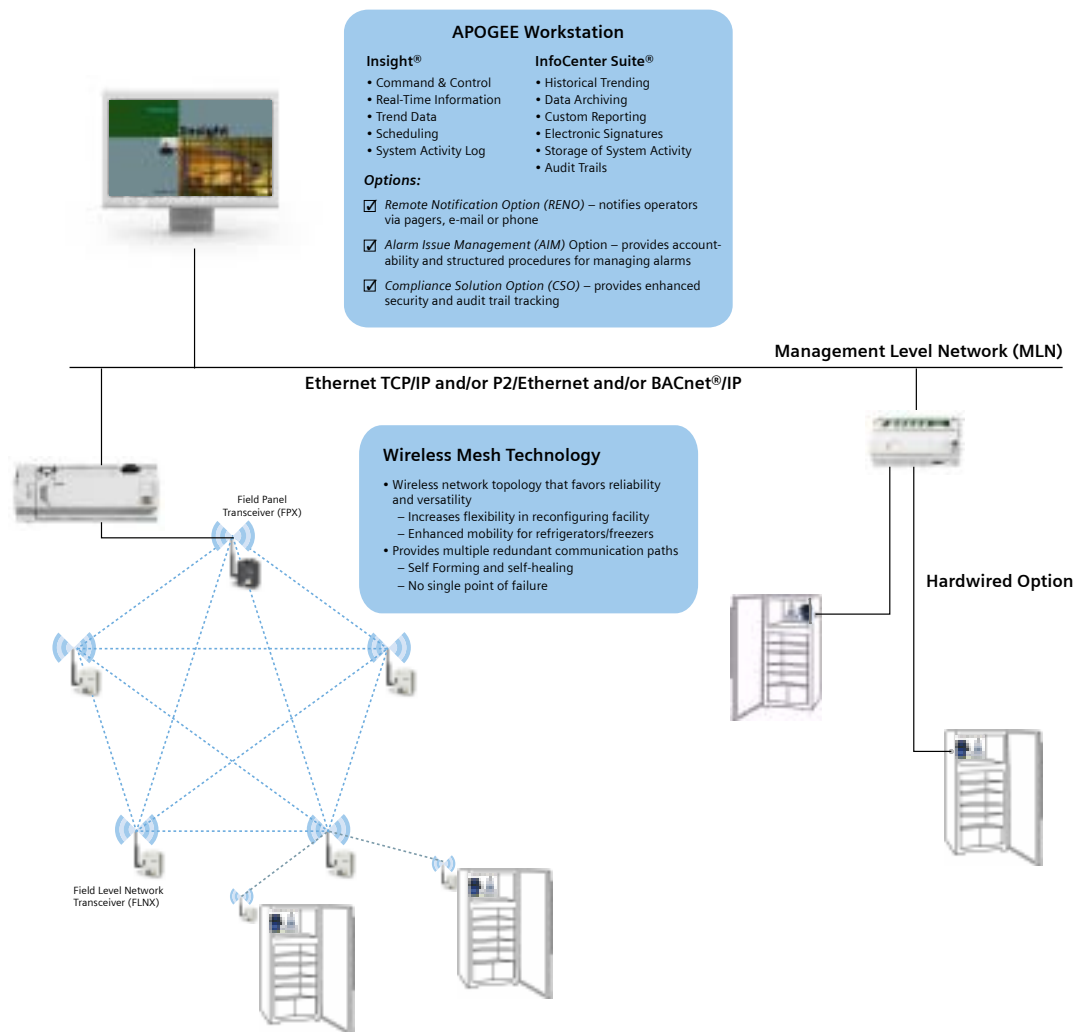 APOGEE Workstation
Insight®
• Command & Control
• Real-Time Information
• Trend Data
• Scheduling
• System Activity Log
InfoCenter Suite®
• Historical Trending
• Data Archiving
• Custom Reporting
• Electronic Signatures
• Storage of System Activity
• Audit Trails
Options:
Remote Notification Option (RENO) – notifies operators
via pagers, e-mail or phone
Alarm Issue Management (AIM) Option – provides account-
ability and structured procedures for managing alarms
Compliance Solution Option (CSO) – provides enhanced
security and audit trail tracking
Insight
Management Level Network (MLN)
Ethernet TCP/IP and/or P2/Ethernet and/or BACnet®/IP
Wireless Mesh Technology
• Wireless network topology that favors reliability
and versatility
– Increases flexibility in reconfiguring facility
– Enhanced mobility for refrigerators/freezers
• Provides multiple redundant communication paths
– Self Forming and self-healing
– No single point of failure
Field Panel
Transceiver (FPX)
Hardwired Option
Field Level Network
Transceiver (FLNX)